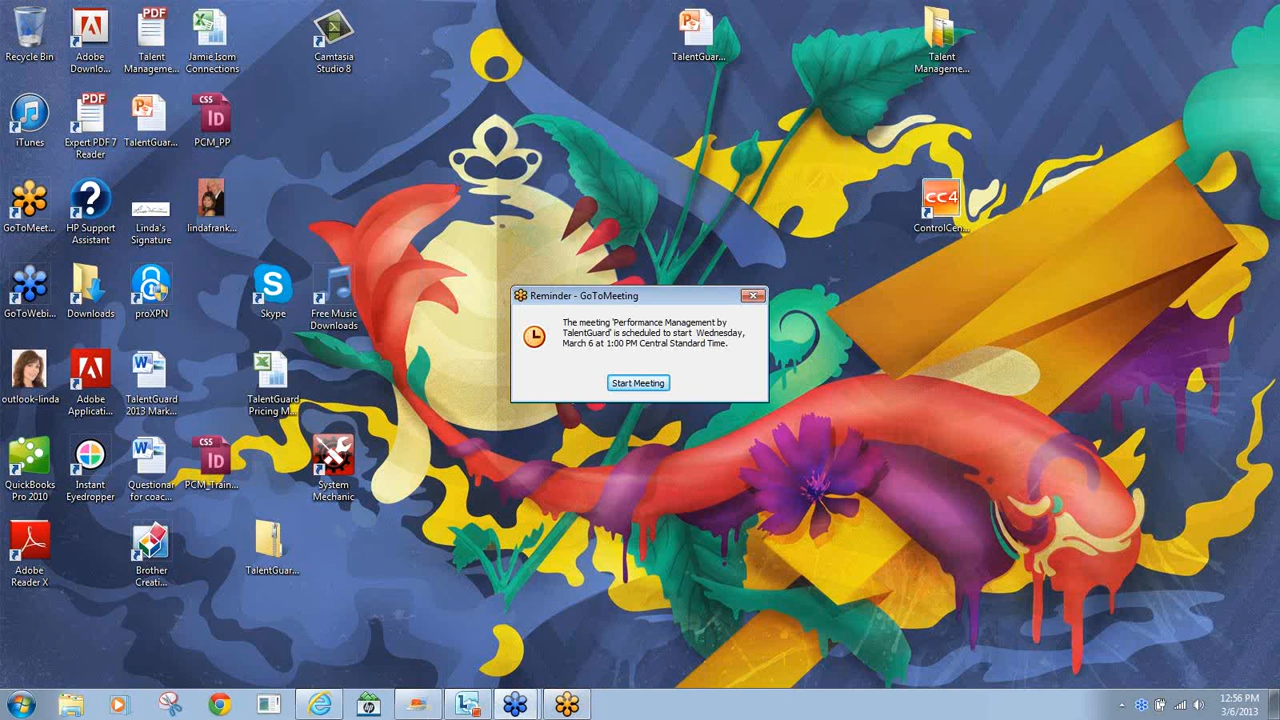 Recycle Bin
Adobe
Downlo...
PDF
Talent
Manageme...
Jamie Isom
Connections
Camtasia
Studio 8
TalentGuar...
Talent
Manageme...
iTunes
PDF
Expert PDF 7
Reader
TalentGuar...
CS5
Id
PCM_PP
GoToMeet...
?
HP Support
Assistant
Linda's
Signature
lindafrank...
CC4
ControlCen...
GoToWebi...
Downloads
proXPN
S
Skype
Free Music
Downloads
Reminder - GoToMeeting
The meeting 'Performance Management by
TalentGuard' is scheduled to start Wednesday,
March 6 at 1:00 PM Central Standard Time.
Start Meeting
outlook-linda
Adobe
Applicati...
TalentGuard
2013 Mark...
TalentGuard
Pricing M...
QuickBooks
Pro 2010
Instant
Eyedropper
Questionar
for coac...
CS5
Id
PCM_Train...
System
Mechanic
Adobe
Reader X
Brother
Creati...
TalentGuar...
hp
12:56 PM
3/6/2013